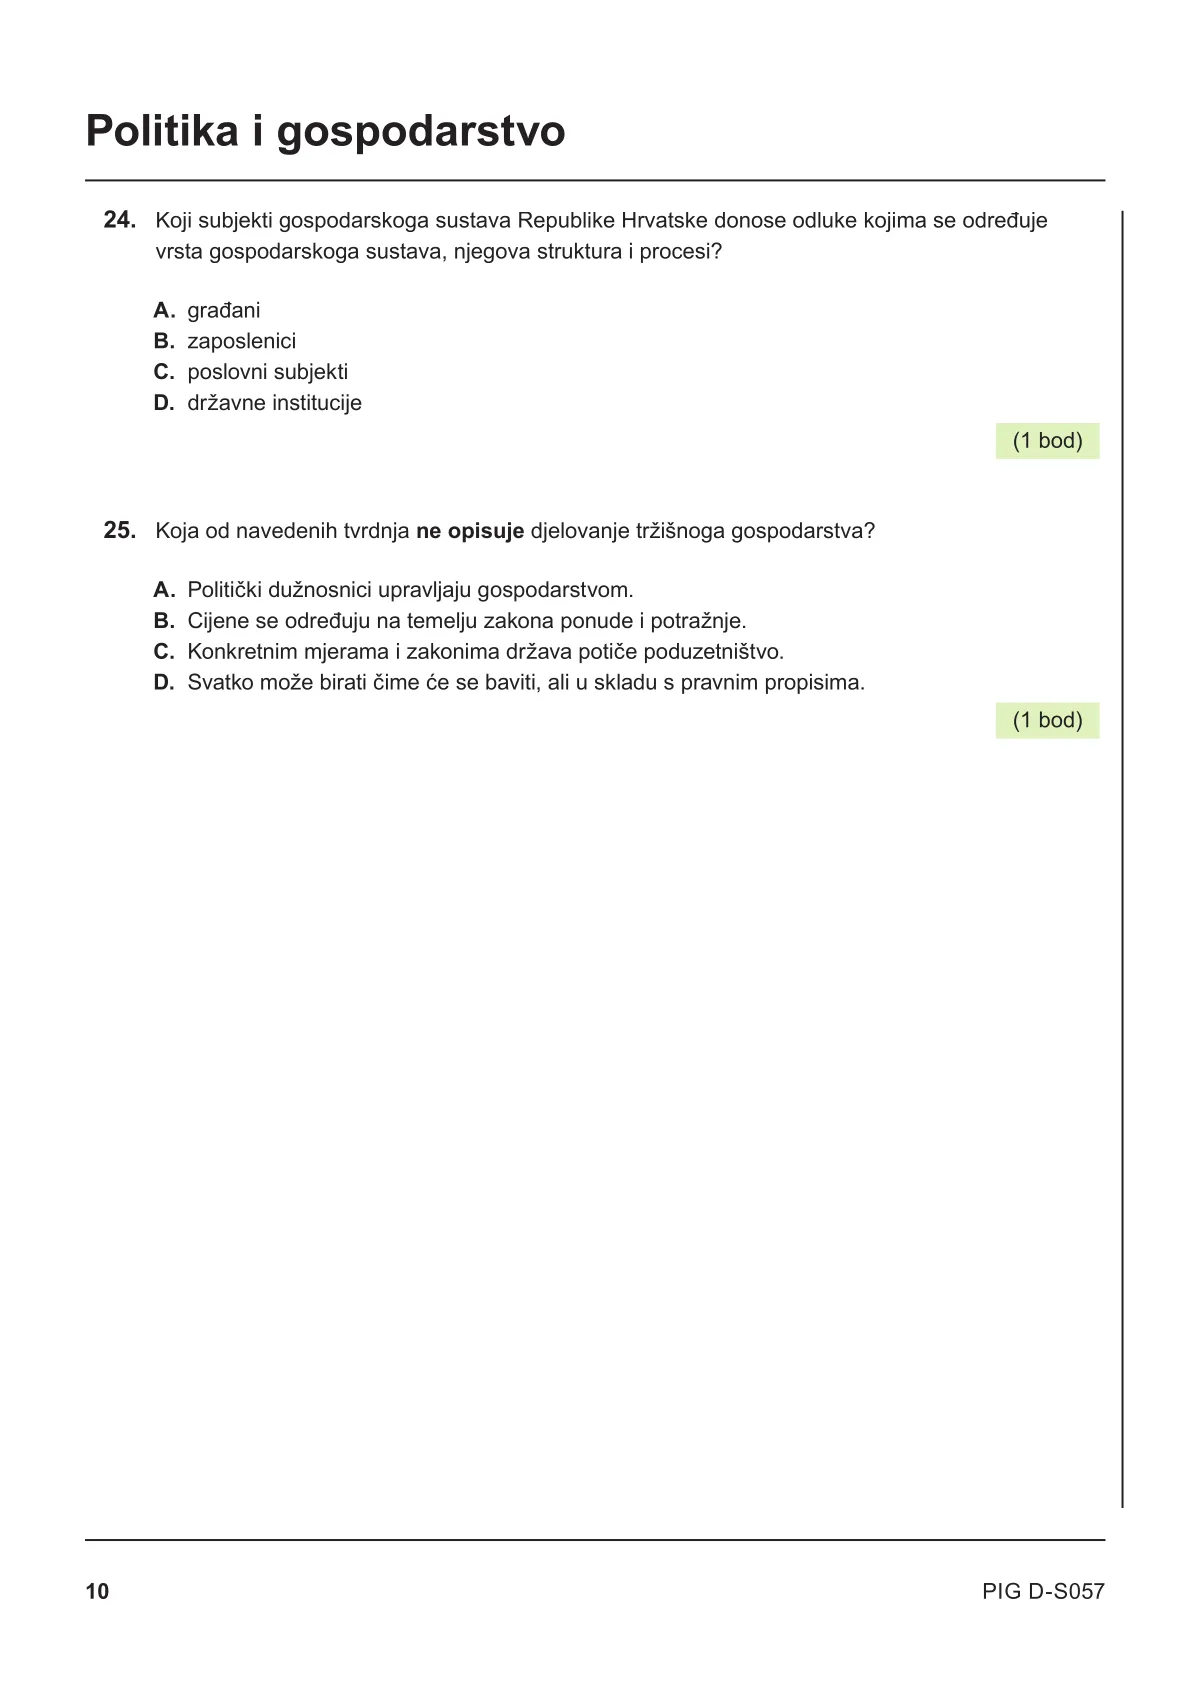 Politika i gospodarstvo
24. Koji subjekti gospodarskoga sustava Republike Hrvatske donose odluke kojima se određuje
vrsta gospodarskoga sustava, njegova struktura i procesi?
A. građani
B. zaposlenici
C. poslovni subjekti
D. državne institucije
(1 bod)
25. Koja od navedenih tvrdnja ne opisuje djelovanje tržišnoga gospodarstva?
A. Politički dužnosnici upravljaju gospodarstvom.
B. Cijene se određuju na temelju zakona ponude i potražnje.
C. Konkretnim mjerama i zakonima država potiče poduzetništvo.
D. Svatko može birati čime će se baviti, ali u skladu s pravnim propisima.
(1 bod)
10
PIG D-S057